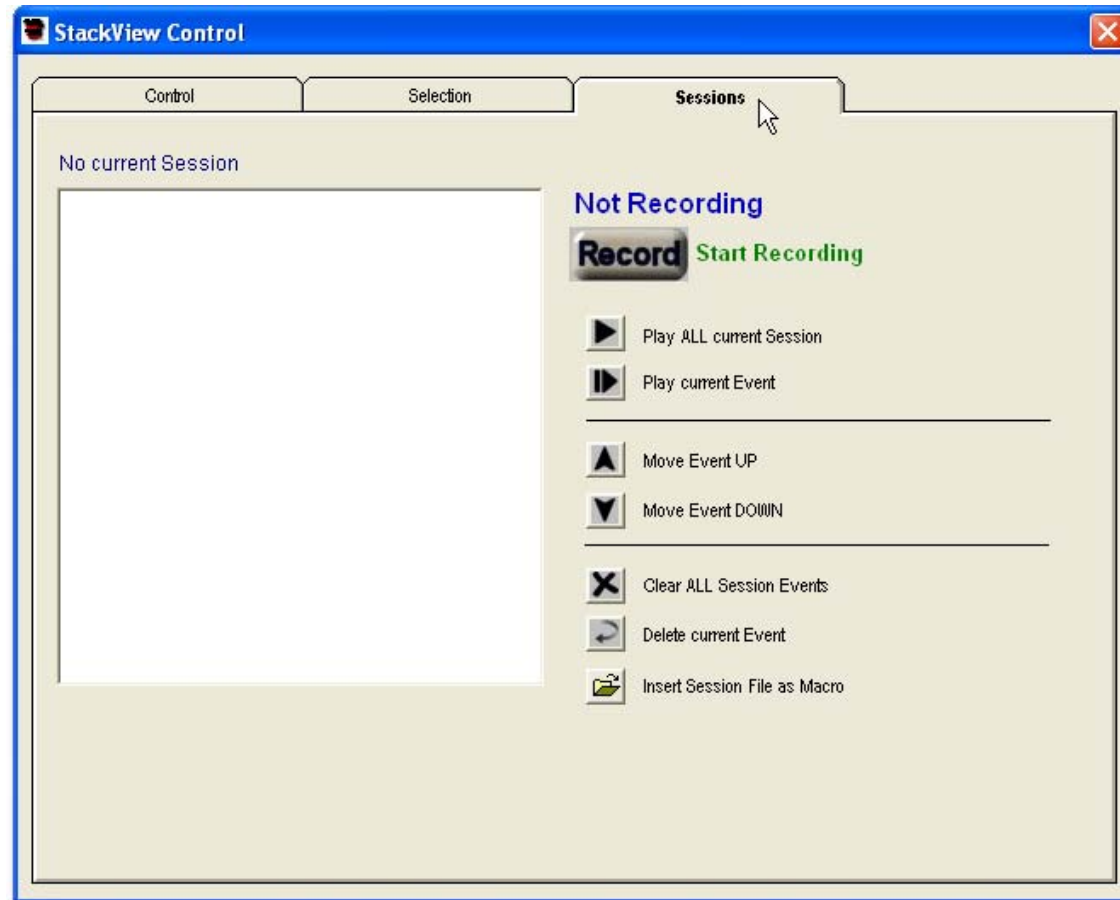 StackView Control
Control
Selection
Sessions
No current Session
Not Recording
Record
Start Recording
Play ALL current Session
Play current Event
Move Event UP
Move Event DOWN
Clear ALL Session Events
Delete current Event
Insert Session File as Macro